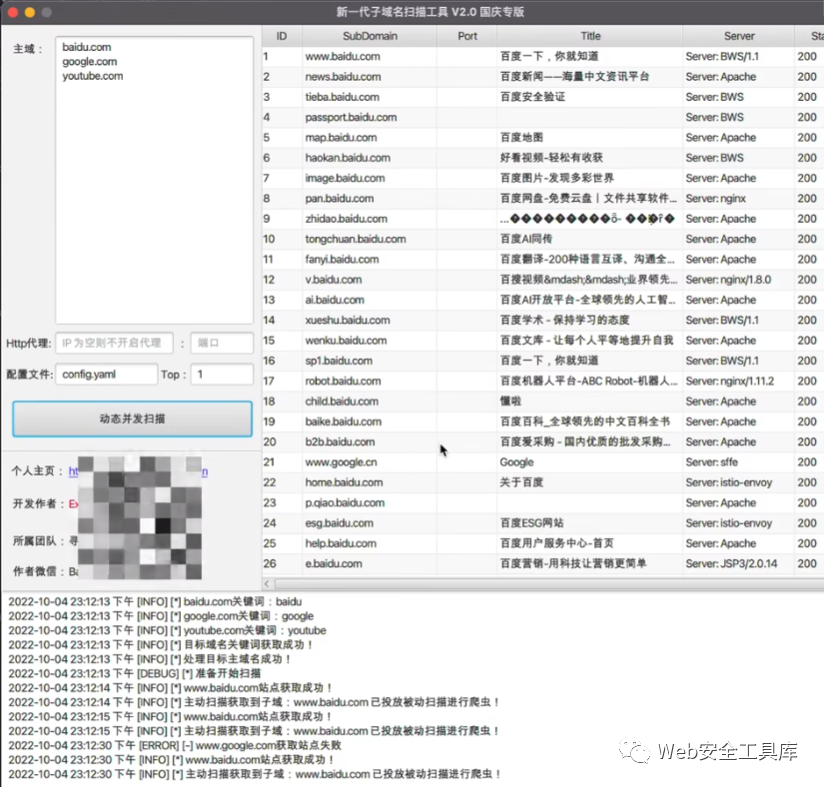 新一代子域名扫描工具 V2.0 国庆专版
主域：
baidu.com
google.com
youtube.com
Http代理: IP为空则不开启代理 : 端口
配置文件: config.yaml Top : 1
动态并发扫描
个人主页：
开发作者：
所属团队：
作者微信：
ID SubDomain Port Title Server Sta
1 www.baidu.com 百度一下，你就知道 Server: BWS/1.1 200
2 news.baidu.com 百度新闻——海量中文资讯平台 Server: Apache 200
3 tieba.baidu.com 百度安全验证 Server: BWS 200
4 passport.baidu.com Server: BWS 200
5 map.baidu.com 百度地图 Server: Apache 200
6 haokan.baidu.com 好看视频-轻松有收获 Server: BWS 200
7 image.baidu.com 百度图片-发现多彩世界 Server: Apache 200
8 pan.baidu.com 百度网盘-免费云盘丨文件共享软件... Server: nginx 200
9 zhidao.baidu.com Server: Apache 200
10 tongchuan.baidu.com 百度AI同传 Server: Apache 200
11 fanyi.baidu.com 百度翻译-200种语言互译、沟通全... Server: Apache 200
12 v.baidu.com 百搜视频&mdash;&mdash;业界领先... Server: nginx/1.8.0 200
13 ai.baidu.com 百度AI开放平台-全球领先的人工智... Server: Apache 200
14 xueshu.baidu.com 百度学术 - 保持学习的态度 Server: BWS/1.1 200
15 wenku.baidu.com 百度文库 - 让每个人平等地提升自我 Server: Apache 200
16 sp1.baidu.com 百度一下，你就知道 Server: BWS/1.1 200
17 robot.baidu.com 百度机器人平台-ABC Robot-机器人... Server: nginx/1.11.2 200
18 child.baidu.com 懂啦 Server: Apache 200
19 baike.baidu.com 百度百科_全球领先的中文百科全书 Server: Apache 200
20 b2b.baidu.com 百度爱采购 - 国内优质的批发采购... Server: Apache 200
21 www.google.cn Google Server: sffe 200
22 home.baidu.com 关于百度 Server: istio-envoy 200
23 p.qiao.baidu.com Server: Apache 200
24 esg.baidu.com 百度ESG网站 Server: istio-envoy 200
25 help.baidu.com 百度用户服务中心-首页 Server: Apache 200
26 e.baidu.com 百度营销-用科技让营销更简单 Server: JSP3/2.0.14 200
2022-10-04 23:12:13 下午 [INFO] [*] baidu.com关键词：baidu
2022-10-04 23:12:13 下午 [INFO] [*] google.com关键词：google
2022-10-04 23:12:13 下午 [INFO] [*] youtube.com关键词：youtube
2022-10-04 23:12:13 下午 [INFO] [*] 目标域名关键词获取成功！
2022-10-04 23:12:13 下午 [INFO] [*] 处理目标主域名成功！
2022-10-04 23:12:13 下午 [DEBUG] [*] 准备开始扫描
2022-10-04 23:12:14 下午 [INFO] [*] www.baidu.com站点获取成功！
2022-10-04 23:12:14 下午 [INFO] [*] 主动扫描获取到子域：www.baidu.com 已投放被动扫描进行爬虫！
2022-10-04 23:12:15 下午 [INFO] [*] www.baidu.com站点获取成功！
2022-10-04 23:12:15 下午 [INFO] [*] 主动扫描获取到子域：www.baidu.com 已投放被动扫描进行爬虫！
2022-10-04 23:12:30 下午 [ERROR] [-] www.google.com获取站点失败
2022-10-04 23:12:30 下午 [INFO] [*] www.baidu.com站点获取成功！
2022-10-04 23:12:30 下午 [INFO] [*] 主动扫描获取到子域：www.baidu.com 已投放被动扫描进行爬虫！
Web安全工具库